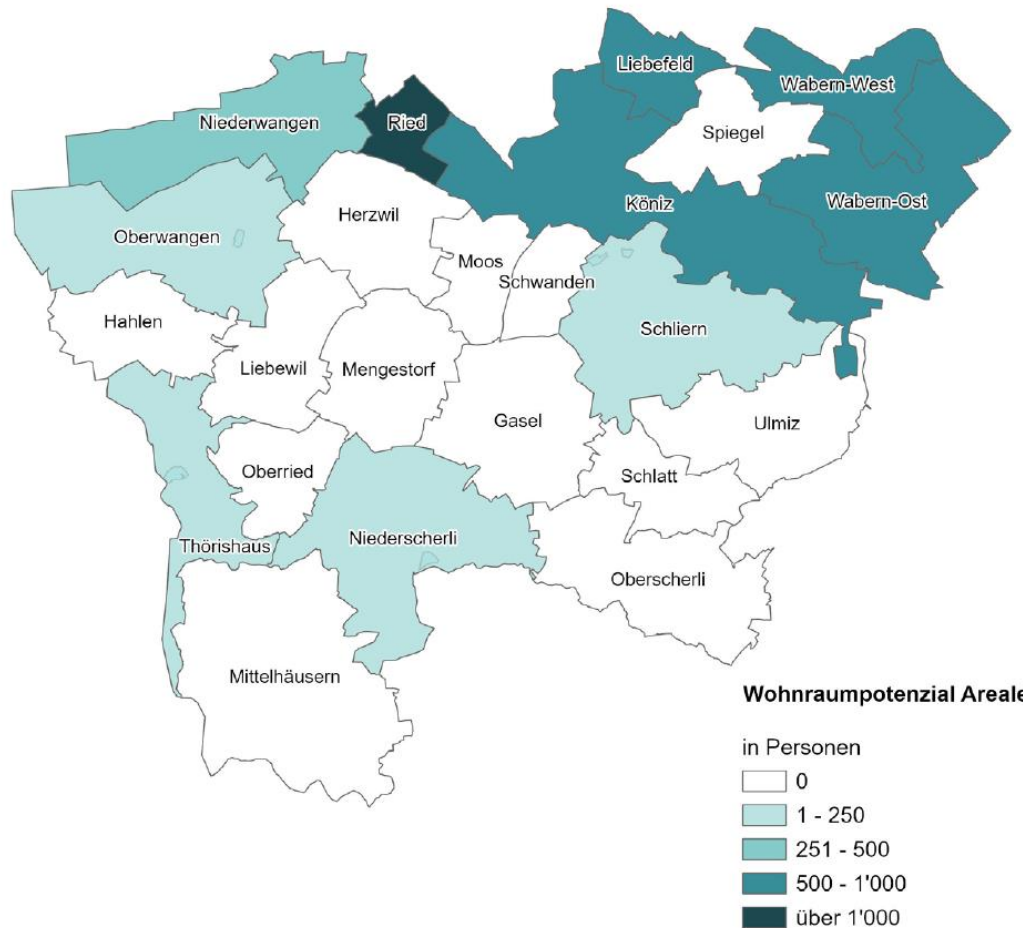 Liebefeld
Wabern-West
Niederwangen
Ried
Spiegel
Herzwil
Köniz
Wabern-Ost
Oberwangen
Moos
Schwanden
Hahlen
Schliern
Liebewil
Mengestorf
Gasel
Ulmiz
Oberried
Schlatt
Thörishaus
Niederscherli
Oberscherli
Mittelhäusern
Wohnraumpotenzial Areale
in Personen
0
1 - 250
251 - 500
500 - 1'000
über 1'000